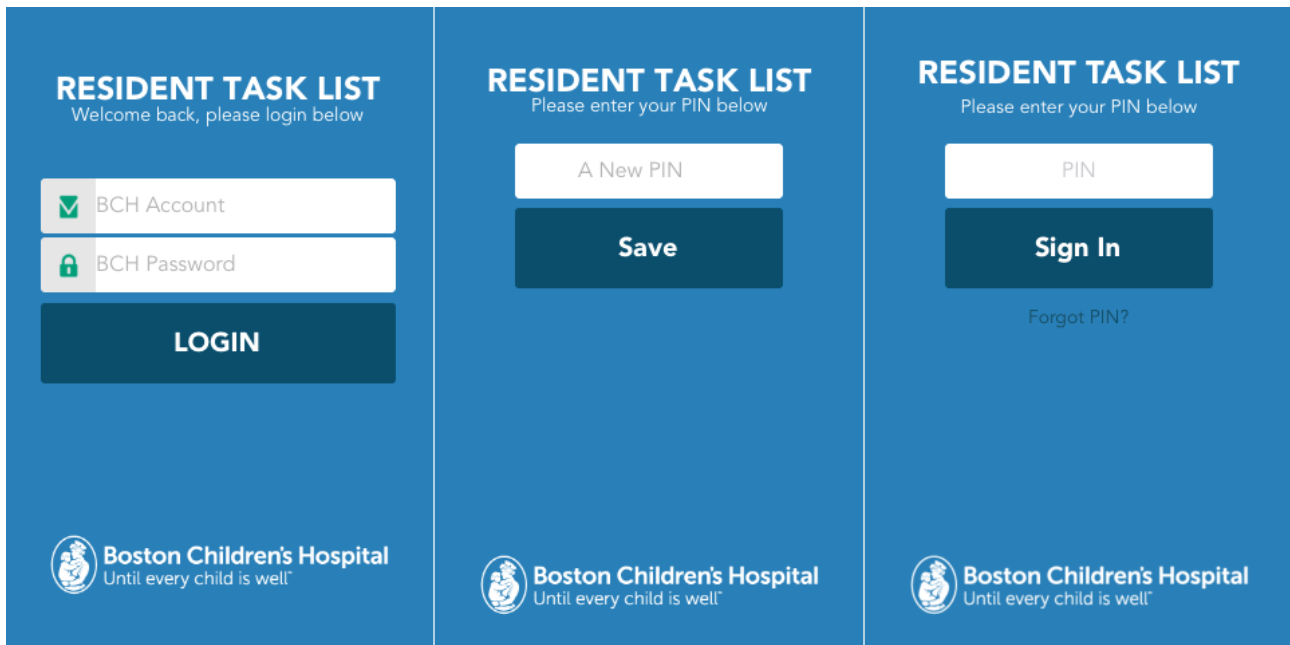 RESIDENT TASK LIST
Welcome back, please login below
BCH Account
BCH Password
LOGIN
Boston Children's Hospital
Until every child is well™
RESIDENT TASK LIST
Please enter your PIN below
A New PIN
Save
Boston Children's Hospital
Until every child is well™
RESIDENT TASK LIST
Please enter your PIN below
PIN
Sign In
Forgot PIN?
Boston Children's Hospital
Until every child is well™